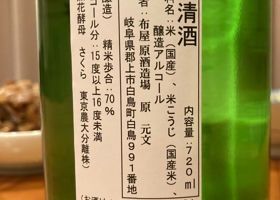 清酒
名：米（国産）、米こうじ（国産米）、
醸造アルコール
内容量：720ml
者：布屋 原酒造場 原 元文
岐阜県郡上市白鳥町白鳥991番地
精米歩合：70％
コール分：15度以上16度未満
花酵母 さくら 東京農大分離株）
（お酒は